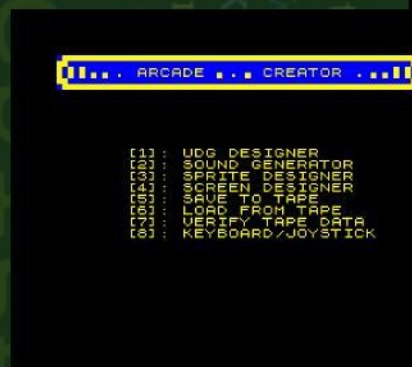 ARCADE ... CREATOR
[1]: UDG DESIGNER
[2]: SOUND GENERATOR
[3]: SPRITE DESIGNER
[4]: SCREEN DESIGNER
[5]: SAVE TO TAPE
[6]: LOAD FROM TAPE
[7]: VERIFY TAPE DATA
[8]: KEYBOARD/JOYSTICK